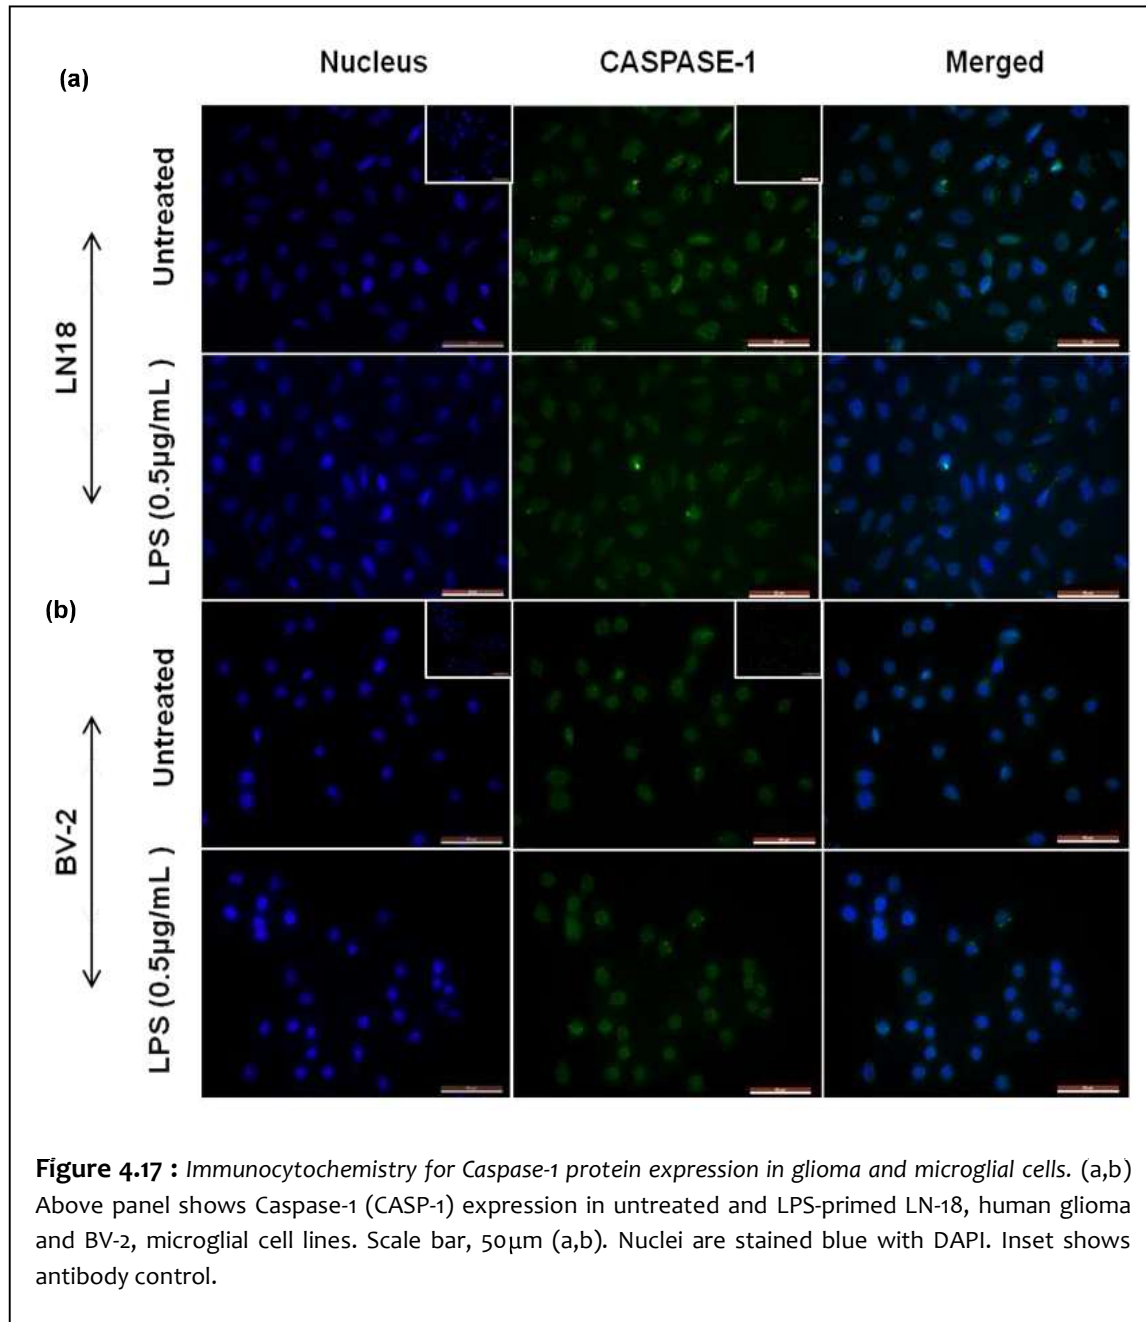 Nucleus CASPASE-1 Merged
(a)
LN18
Untreated
LPS (0.5µg/mL )
(b)
BV-2
Untreated
LPS (0.5µg/mL)
Figure 4.17 : Immunocytochemistry for Caspase-1 protein expression in glioma and microglial cells. (a,b)
Above panel shows Caspase-1 (CASP-1) expression in untreated and LPS-primed LN-18, human glioma
and BV-2, microglial cell lines. Scale bar, 50µm (a,b). Nuclei are stained blue with DAPI. Inset shows
antibody control.